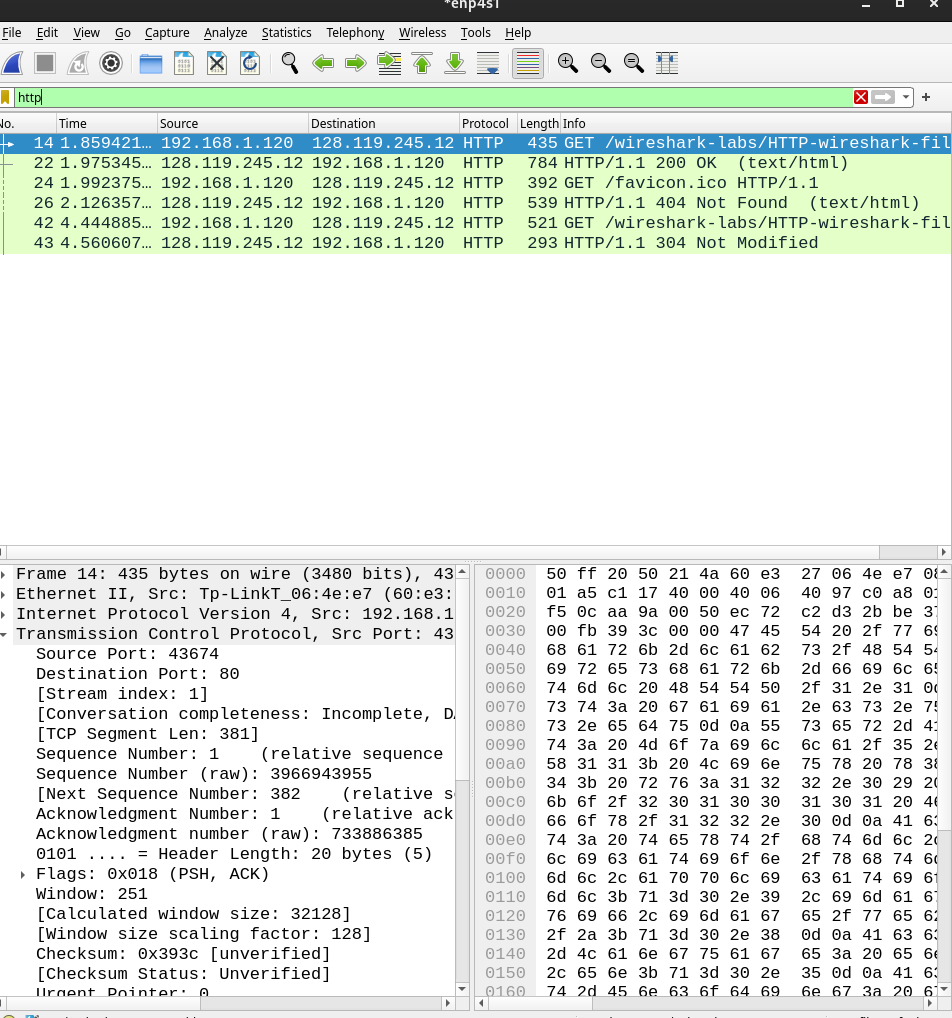 *enp4s1
File Edit View Go Capture Analyze Statistics Telephony Wireless Tools Help
http
No. Time Source Destination Protocol Length Info
14 1.859421… 192.168.1.120 128.119.245.12 HTTP 435 GET /wireshark-labs/HTTP-wireshark-fil
22 1.975345… 128.119.245.12 192.168.1.120 HTTP 784 HTTP/1.1 200 OK (text/html)
24 1.992375… 192.168.1.120 128.119.245.12 HTTP 392 GET /favicon.ico HTTP/1.1
26 2.126357… 128.119.245.12 192.168.1.120 HTTP 539 HTTP/1.1 404 Not Found (text/html)
42 4.444885… 192.168.1.120 128.119.245.12 HTTP 521 GET /wireshark-labs/HTTP-wireshark-fil
43 4.560607… 128.119.245.12 192.168.1.120 HTTP 293 HTTP/1.1 304 Not Modified
Frame 14: 435 bytes on wire (3480 bits), 43
Ethernet II, Src: Tp-LinkT_06:4e:e7 (60:e3:
Internet Protocol Version 4, Src: 192.168.1
Transmission Control Protocol, Src Port: 43
Source Port: 43674
Destination Port: 80
[Stream index: 1]
[Conversation completeness: Incomplete, DA
[TCP Segment Len: 381]
Sequence Number: 1 (relative sequence
Sequence Number (raw): 3966943955
[Next Sequence Number: 382 (relative s
Acknowledgment Number: 1 (relative ack
Acknowledgment number (raw): 733886385
0101 .... = Header Length: 20 bytes (5)
Flags: 0x018 (PSH, ACK)
Window: 251
[Calculated window size: 32128]
[Window size scaling factor: 128]
Checksum: 0x393c [unverified]
[Checksum Status: Unverified]
Urgent Pointer: 0
0000 50 ff 20 50 21 4a 60 e3 27 06 4e e7 08
0010 01 a5 c1 17 40 00 40 06 40 97 c0 a8 01
0020 f5 0c aa 9a 00 50 ec 72 c2 d3 2b be 37
0030 00 fb 39 3c 00 00 47 45 54 20 2f 77 69
0040 68 61 72 6b 2d 6c 61 62 73 2f 48 54 54
0050 69 72 65 73 68 61 72 6b 2d 66 69 6c 65
0060 74 6d 6c 20 48 54 54 50 2f 31 2e 31 0d
0070 73 74 3a 20 67 61 69 61 2e 63 73 2e 75
0080 73 2e 65 64 75 0d 0a 55 73 65 72 2d 41
0090 74 3a 20 4d 6f 7a 69 6c 6c 61 2f 35 2e
00a0 58 31 31 3b 20 4c 69 6e 75 78 20 78 38
00b0 34 3b 20 72 76 3a 31 32 32 2e 30 29 20
00c0 6b 6f 2f 32 30 31 30 30 31 30 31 20 46
00d0 66 6f 78 2f 31 32 32 2e 30 0d 0a 41 63
00e0 74 3a 20 74 65 78 74 2f 68 74 6d 6c 2c
00f0 6c 69 63 61 74 69 6f 6e 2f 78 68 74 6d
0100 6d 6c 2c 61 70 70 6c 69 63 61 74 69 6f
0110 6d 6c 3b 71 3d 30 2e 39 2c 69 6d 61 67
0120 76 69 66 2c 69 6d 61 67 65 2f 77 65 62
0130 2f 2a 3b 71 3d 30 2e 38 0d 0a 41 63 63
0140 2d 4c 61 6e 67 75 61 67 65 3a 20 65 6e
0150 2c 65 6e 3b 71 3d 30 2e 35 0d 0a 41 63
0160 74 2d 45 6e 63 6f 64 69 6e 67 3a 20 67